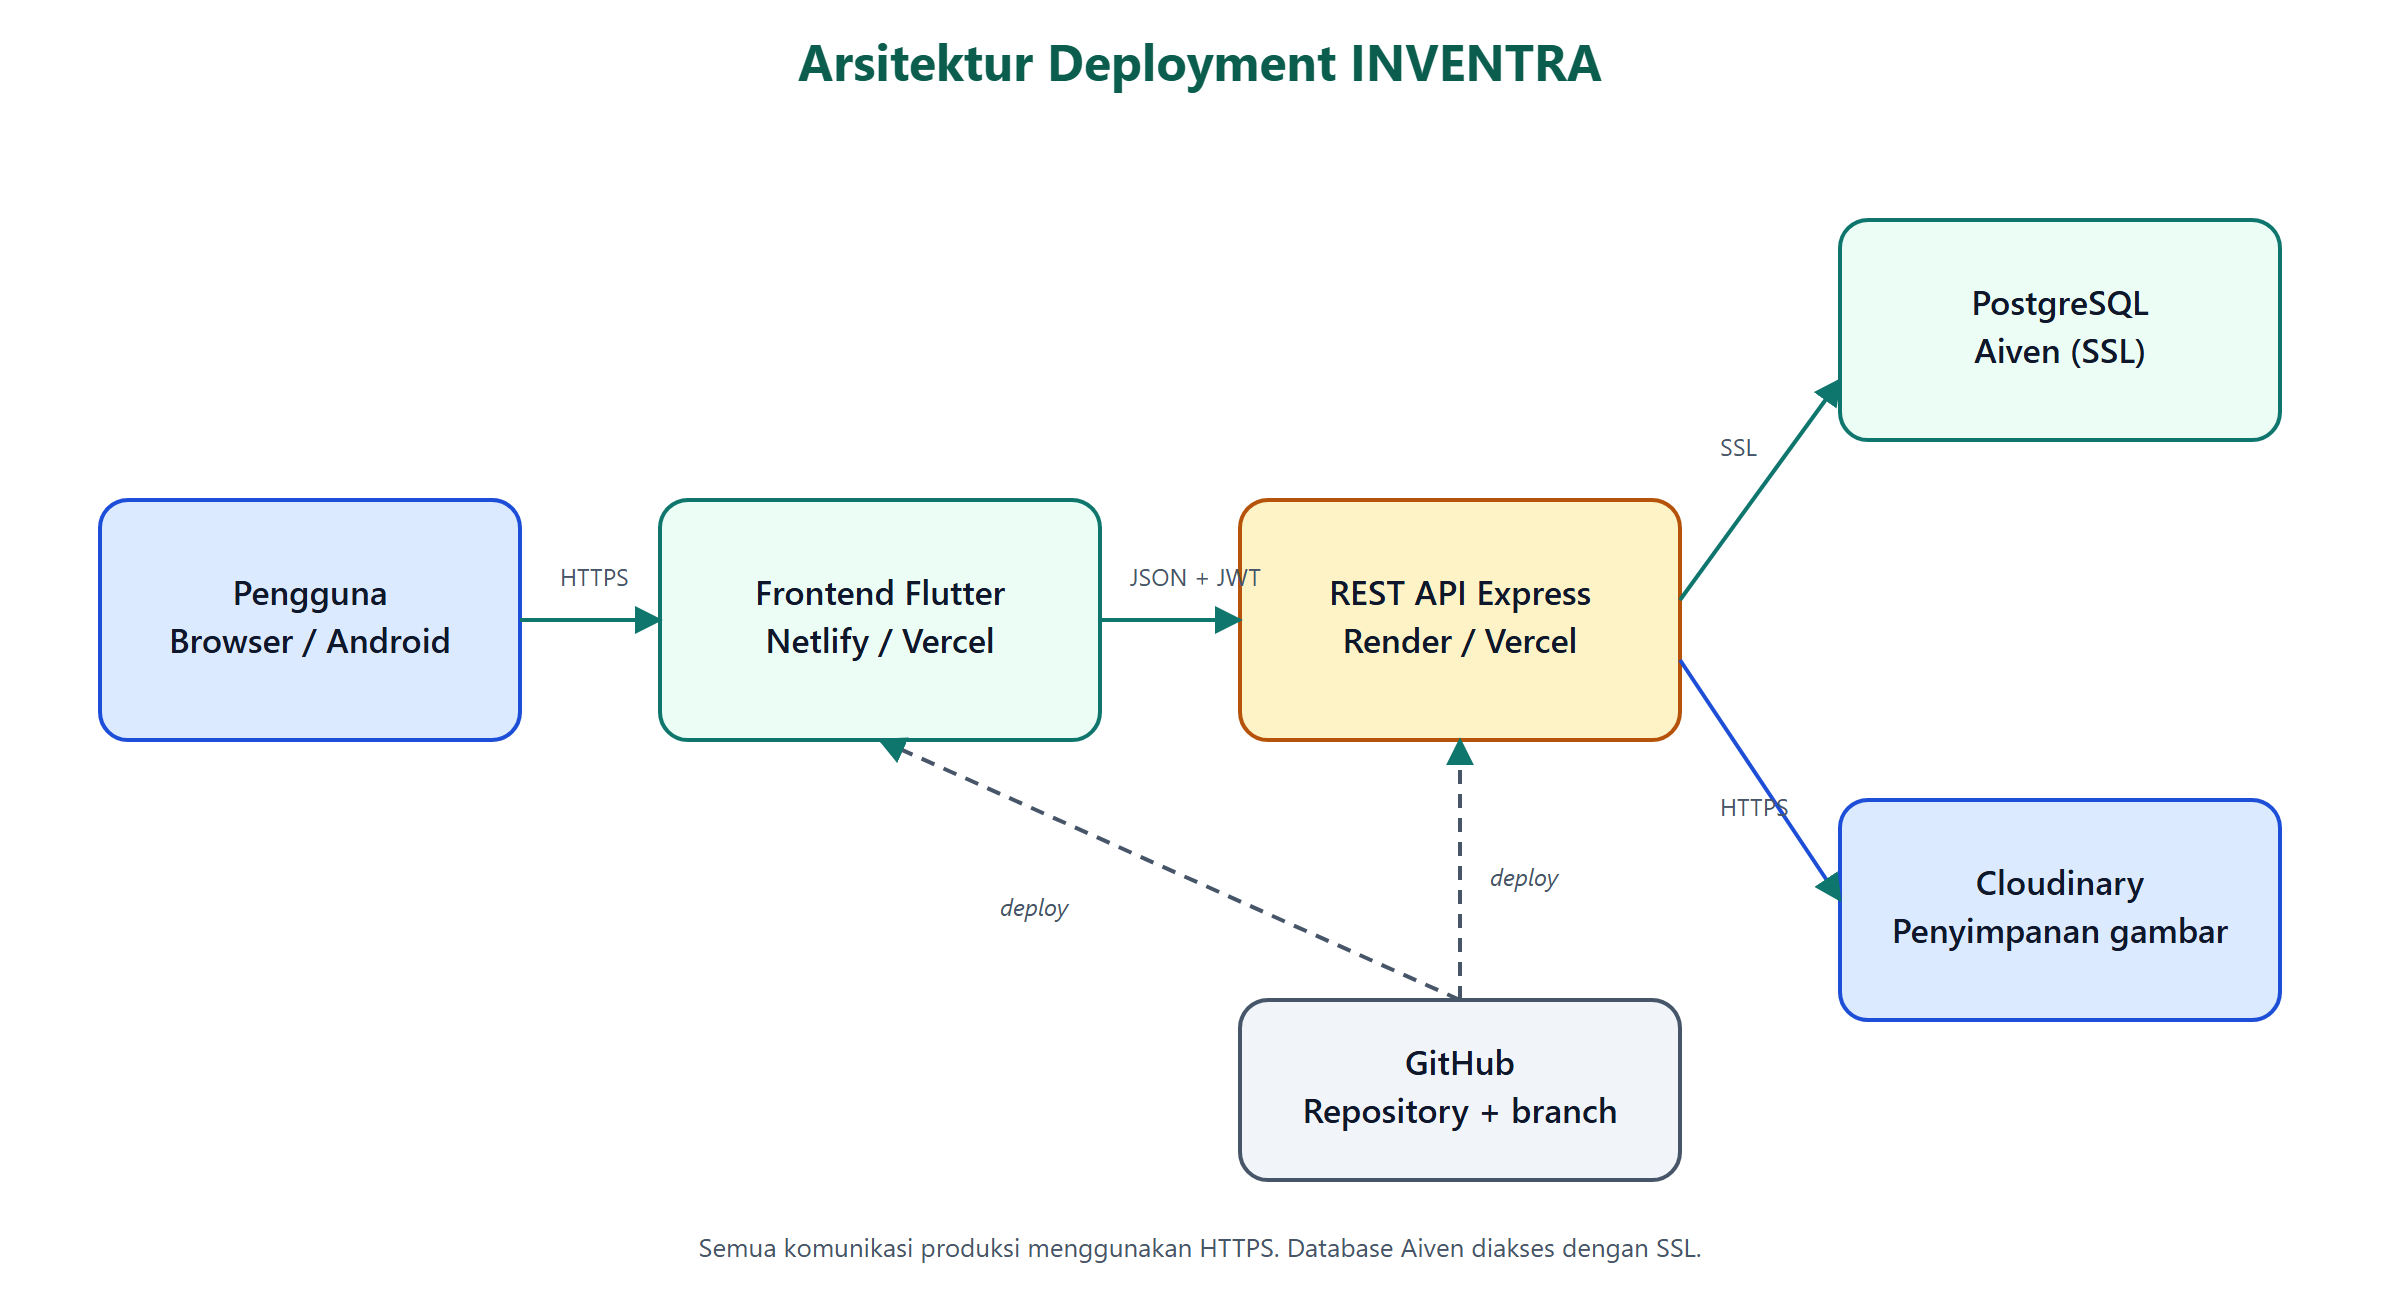 Arsitektur Deployment INVENTRA
PostgreSQL
Aiven (SSL)
SSL
Pengguna
Browser / Android
HTTPS
Frontend Flutter
Netlify / Vercel
JSON + JWT
REST API Express
Render / Vercel
HTTPS
Cloudinary
Penyimpanan gambar
deploy
deploy
GitHub
Repository + branch
Semua komunikasi produksi menggunakan HTTPS. Database Aiven diakses dengan SSL.